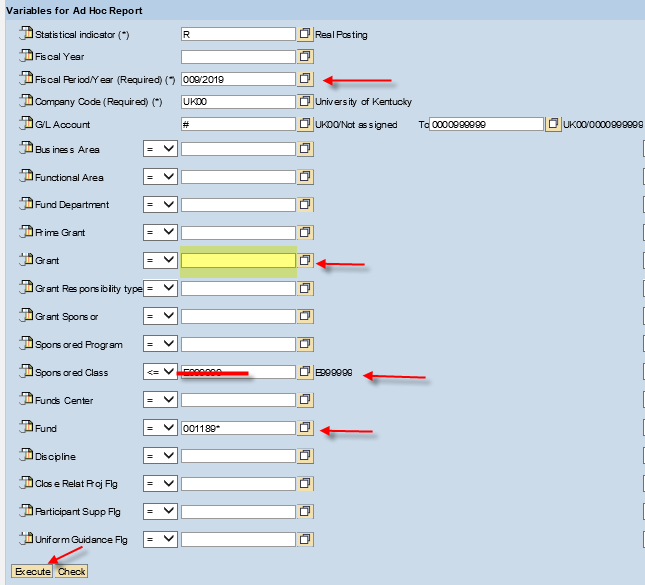 Variables for Ad Hoc Report
Statistical indicator (*) R Real Posting
Fiscal Year
Fiscal Period/Year (Required) (*) 009/2019
Company Code (Required) (*) UK00 University of Kentucky
G/L Account # UK00/Not assigned To 0000999999 UK00/0000999999
Business Area =
Functional Area =
Fund Department =
Prime Grant =
Grant =
Grant Responsibility type =
Grant Sponsor =
Sponsored Program =
Sponsored Class <= E999999 E999999
Funds Center =
Fund = 001189*
Discipline =
Close Relat Proj Flg =
Participant Supp Flg =
Uniform Guidance Flg =
Execute Check